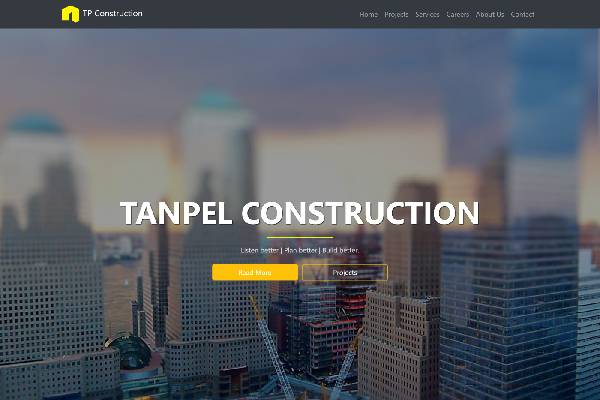 TP Construction
Home Projects Services Careers About Us Contact
TANPEL CONSTRUCTION
Listen better | Plan better | Build better.
Read More
Projects